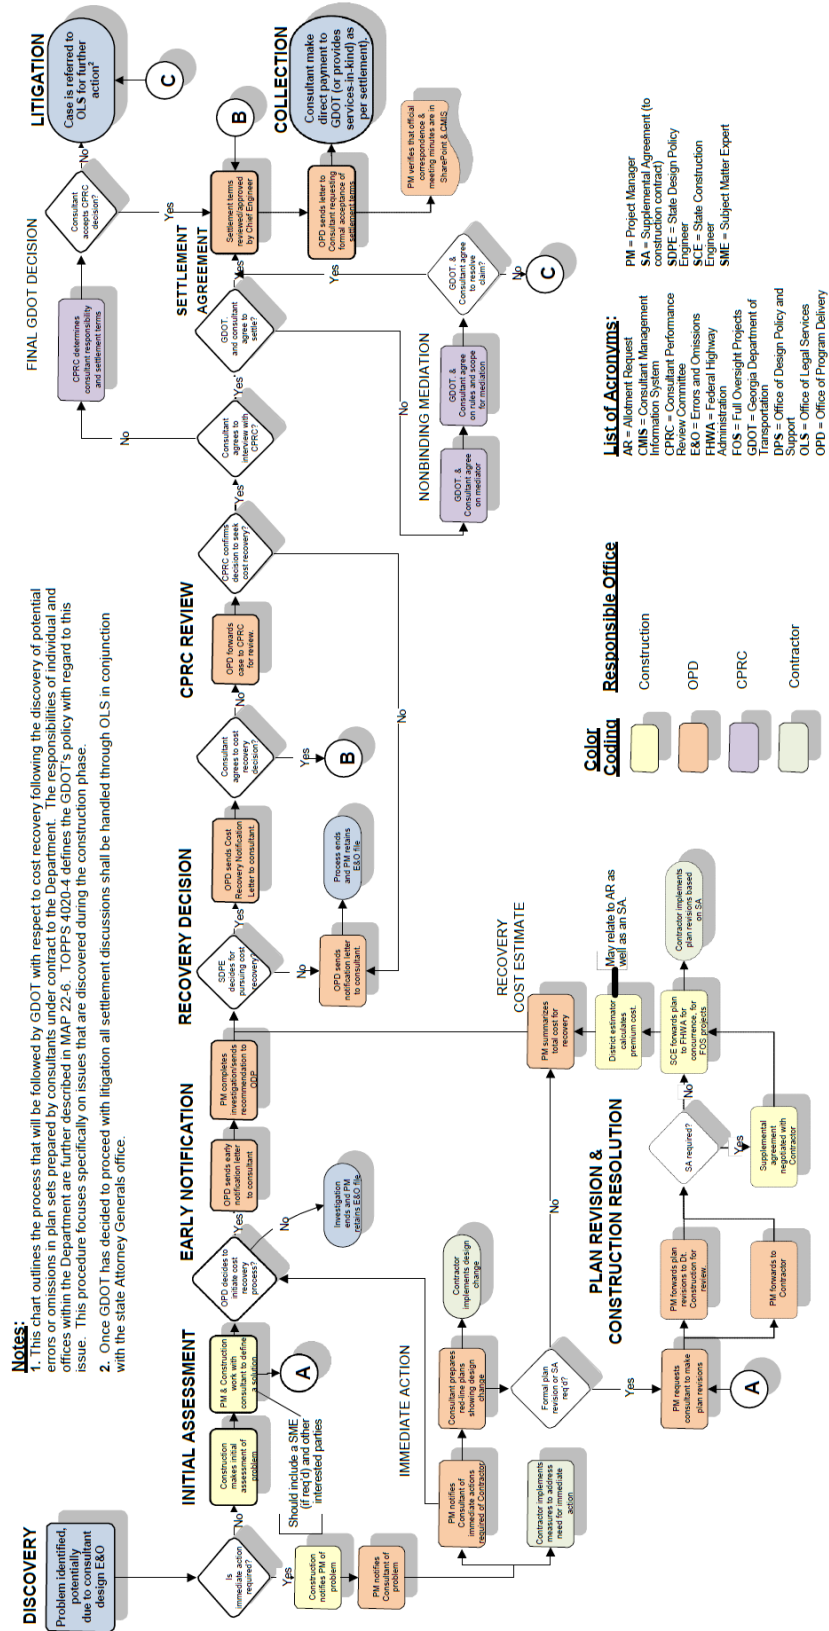 Notes:
1. This chart outlines the process that will be followed by GDOT with respect to cost recovery following the discovery of potential
errors or omissions in plan sets prepared by consultants under contract to the Department. The responsibilities of individual and
offices within the Department are further described in MAP 22-6. TOPPS 4020-4 defines the GDOT's policy with regard to this
issue. This procedure focuses specifically on issues that are discovered during the construction phase.
2. Once GDOT has decided to proceed with litigation all settlement discussions shall be handled through OLS in conjunction
with the state Attorney Generals office.
DISCOVERY
Problem identified,
potentially
due to consultant
design E&O
Is
immediate action
required?
No
Yes
INITIAL ASSESSMENT
Construction
makes initial
assessment of
problem
PM & Construction
work with
consultant to define
a solution
A
Should include a SME
(if req'd) and other
interested parties
Construction
notifies PM of
problem
PM notifies
Consultant of
problem
IMMEDIATE ACTION
PM notifies
Consultant of
immediate actions
required of Contractor
Contractor implements
measures to address
need for immediate
action
Consultant prepares
red-line plans
showing design
change
Contractor
implements design
change
Formal plan
revision or SA
req'd?
Yes
No
EARLY NOTIFICATION
OPD decides to
initiate cost
recovery
process?
Yes
No
Investigation
ends and PM
retains E&O file
OPD sends early
notification letter
to consultant
PM completes
investigation/sends
recommendation to
ODP
PLAN REVISION &
CONSTRUCTION RESOLUTION
A
PM requests
consultant to make
plan revisions
PM forwards plan
revisions to Dt.
Construction for
review.
PM forwards to
Contractor
SA required?
No
Yes
Supplemental
agreement
negotiated with
Contractor
SCE forwards plan
to FHWA for
concurrence, for
FOS projects
Contractor implements
plan revisions based
on SA
RECOVERY
COST ESTIMATE
District estimator
calculates
premium cost.
May relate to AR as
well as an SA.
PM summarizes
total cost for
recovery
RECOVERY DECISION
SDPE
decides for
pursuing cost
recovery?
Yes
No
OPD sends
notification letter
to consultant.
Process ends
and PM retains
E&O file
OPD sends Cost
Recovery Notification
Letter to consultant.
Consultant
agrees to cost
recovery
decision?
Yes
B
No
CPRC REVIEW
OPD forwards
case to CPRC
for review.
CPRC confirms
decision to seek
cost recovery?
Yes
No
Consultant
agrees to
interview with
CPRC?
Yes
No
FINAL GDOT DECISION
CPRC determines
consultant responsibility
and settlement terms
Consultant
accepts CPRC
decision?
No
Yes
LITIGATION
Case is referred to
OLS for further
action²
C
SETTLEMENT
AGREEMENT
GDOT.
and consultant
agree to
settle?
Yes
No
Settlement terms
reviewed/approved
by Chief Engineer
B
OPD sends letter to
Consultant requesting
formal acceptance of
settlement terms
COLLECTION
Consultant make
direct payment to
GDOT (or provides
services-in-kind) as
per settlement).
PM verifies that official
correspondence &
meeting minutes are in
SharePoint & CMIS
NONBINDING MEDIATION
GDOT. &
Consultant agree
on mediator
GDOT. &
Consultant agree
on rules and scope
for mediation
GDOT. &
Consultant agree
to resolve
claim?
Yes
No
C
Color
Coding
Responsible Office
Construction
OPD
CPRC
Contractor
List of Acronyms:
AR = Allotment Request
CMIS = Consultant Management
Information System
CPRC = Consultant Performance
Review Committee
E&O = Errors and Omissions
FHWA = Federal Highway
Administration
FOS = Full Oversight Projects
GDOT = Georgia Department of
Transportation
DPS = Office of Design Policy and
Support
OLS = Office of Legal Services
OPD = Office of Program Delivery
PM = Project Manager
SA = Supplemental Agreement (to
construction contract)
SDPE = State Design Policy
Engineer
SCE = State Construction
Engineer
SME = Subject Matter Expert